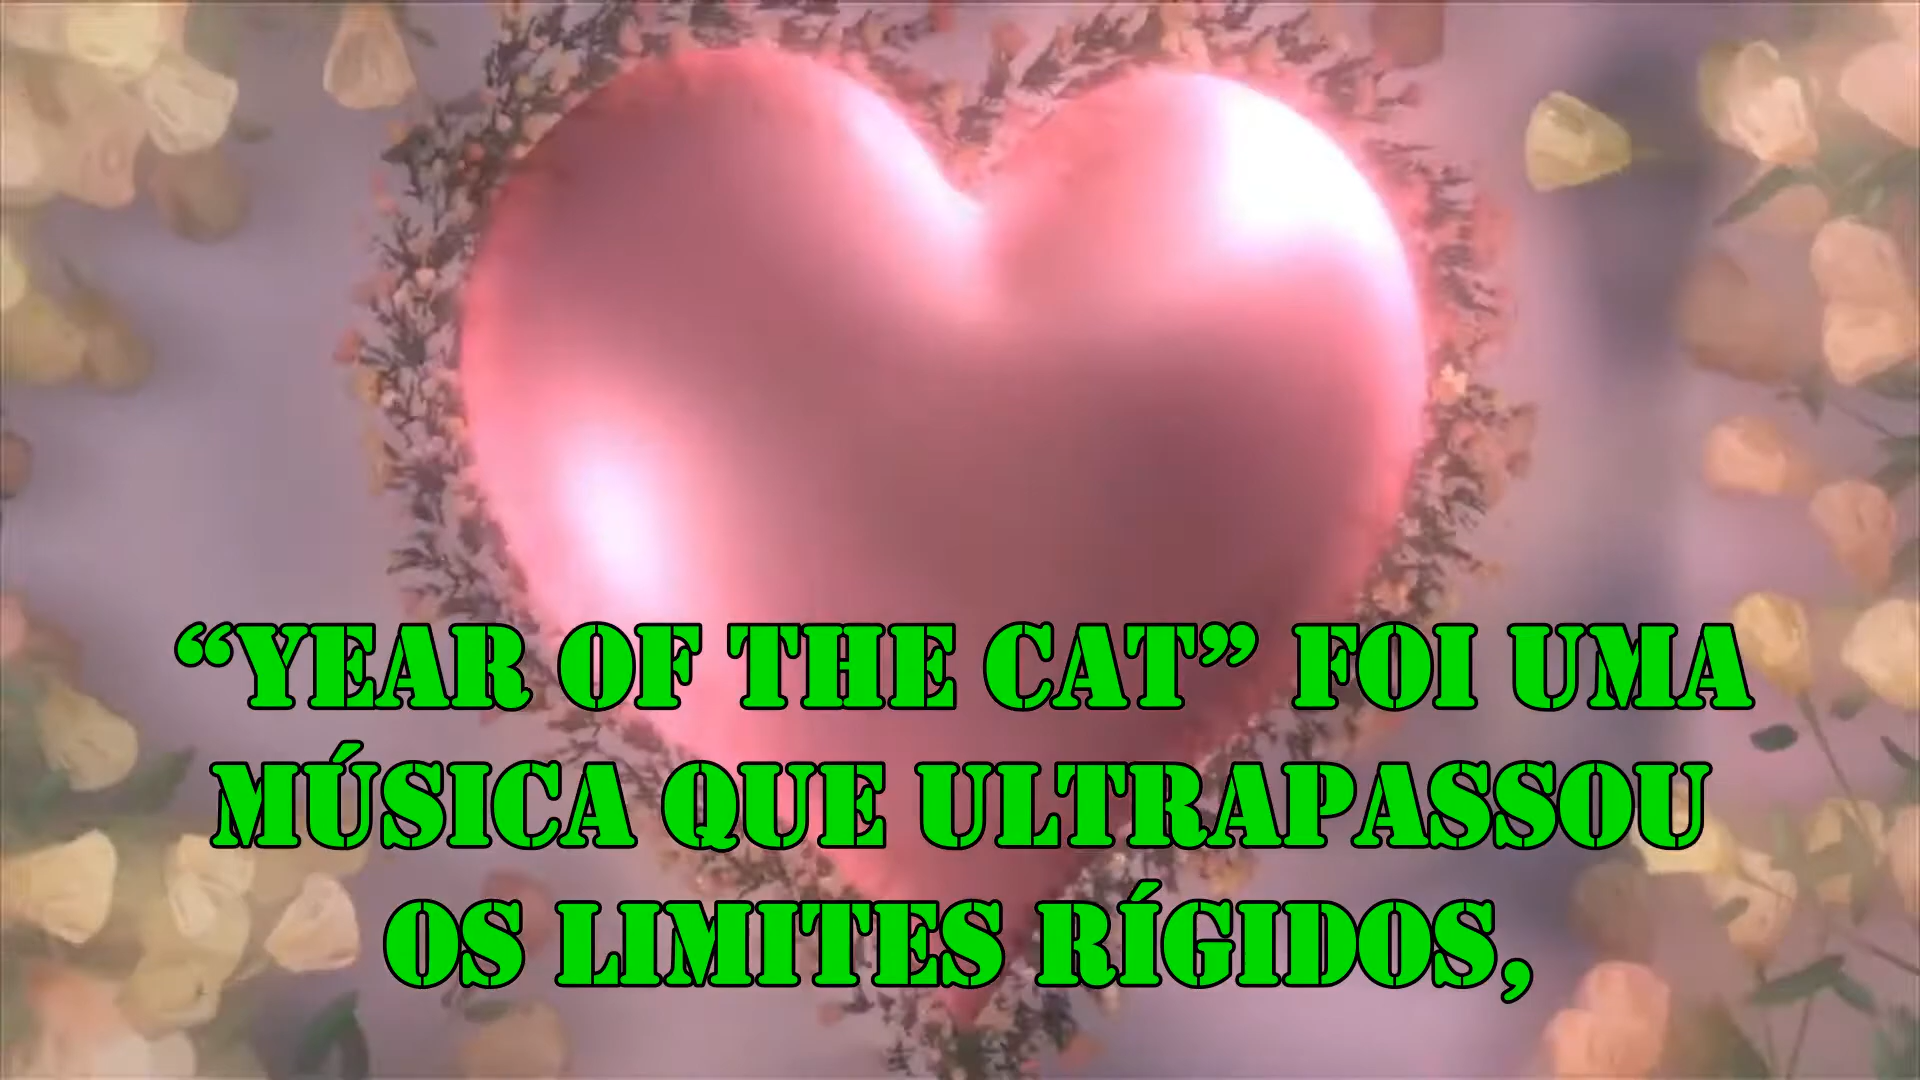 “YEAR OF THE CAT” FOI UMA
MÚSICA QUE ULTRAPASSOU
OS LIMITES RÍGIDOS,